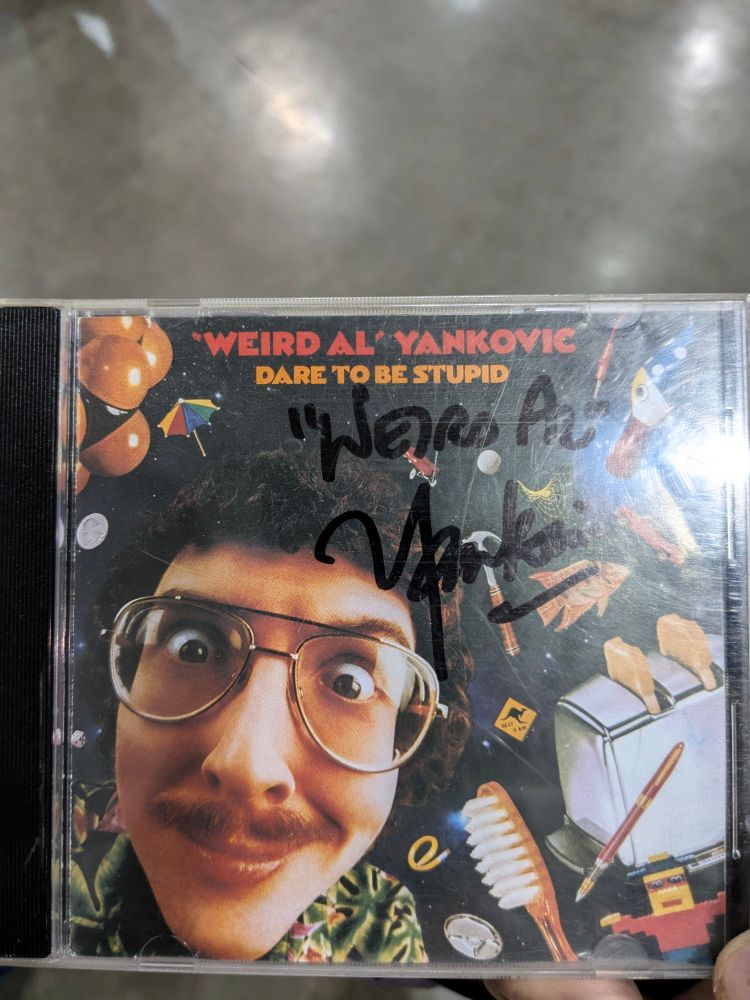 'WEIRD AL' YANKOVIC
DARE TO BE STUPID
"WEIRD AL"
Yankovic